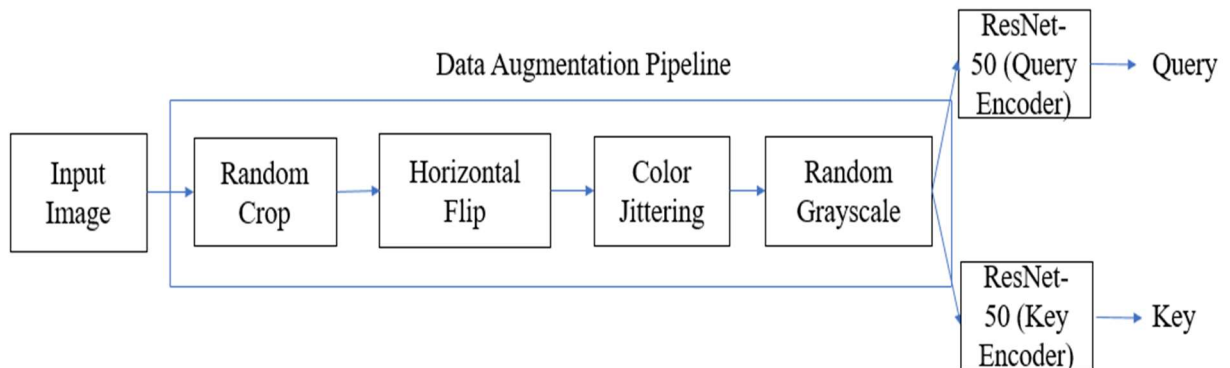 Data Augmentation Pipeline
Input
Image
Random
Crop
Horizontal
Flip
Color
Jittering
Random
Grayscale
ResNet-
50 (Query
Encoder)
Query
ResNet-
50 (Key
Encoder)
Key